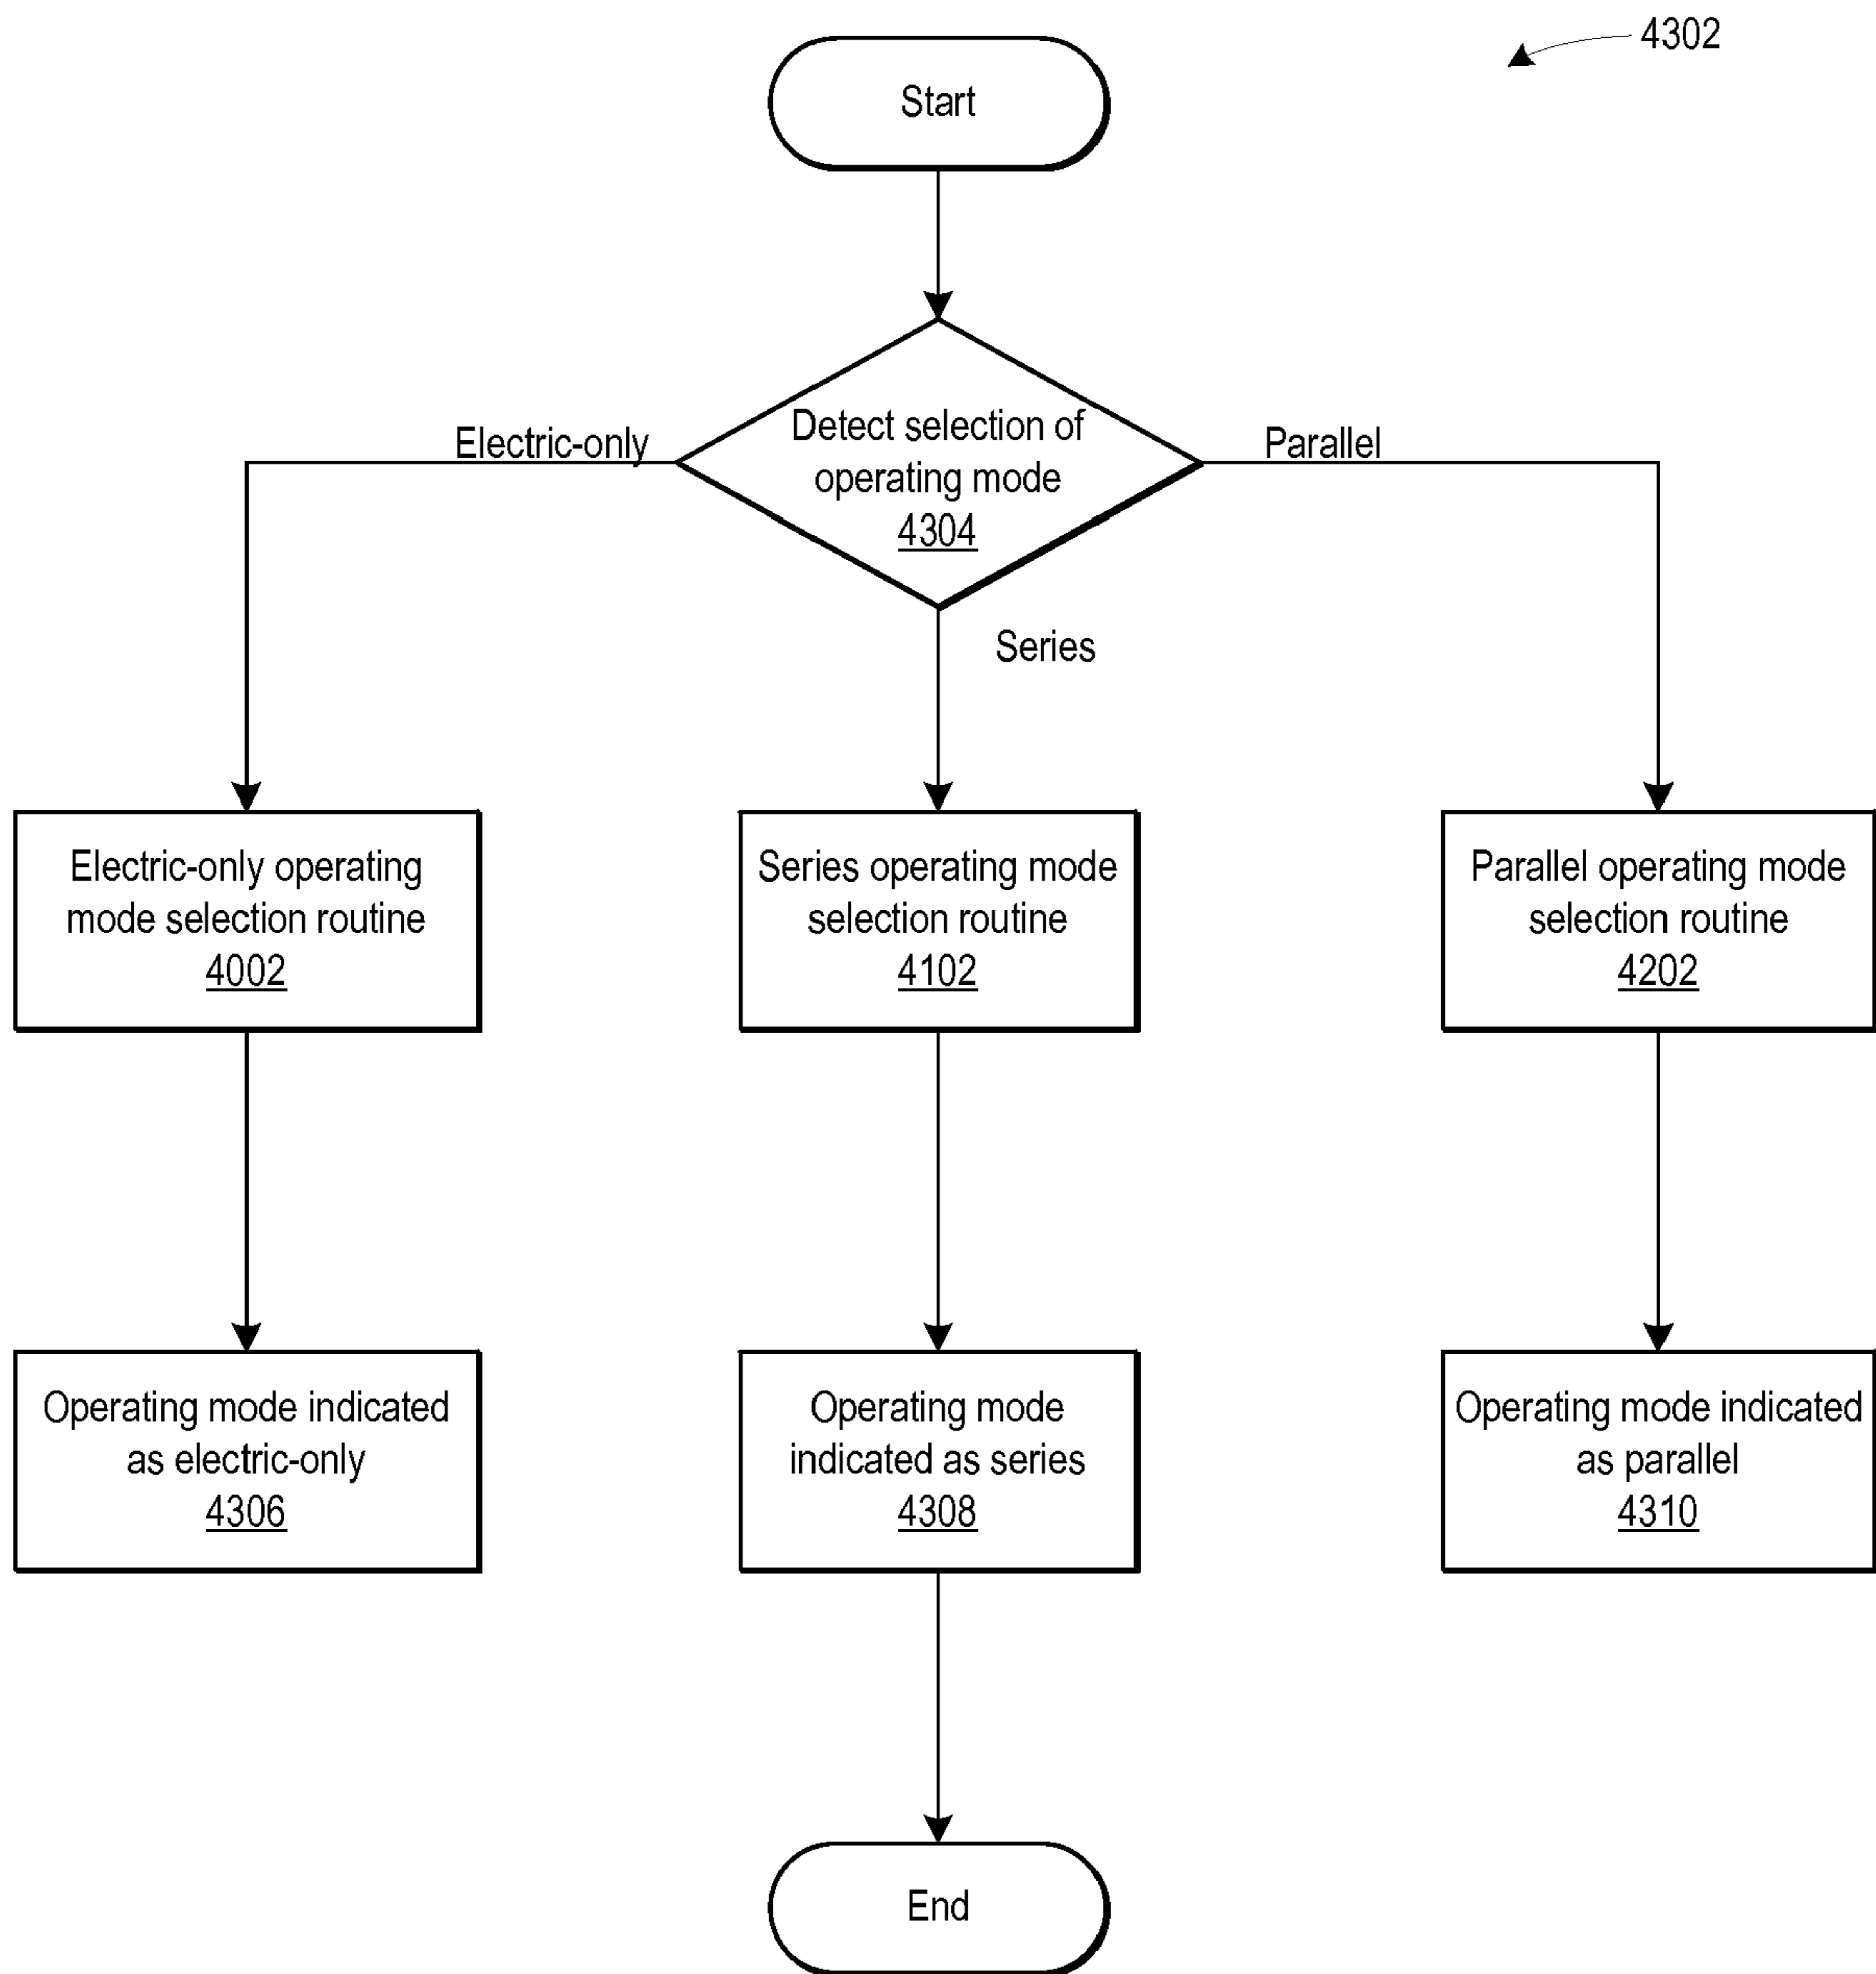 4302
Start
Detect selection of
operating mode
4304
Electric-only
Parallel
Series
Electric-only operating
mode selection routine
4002
Series operating mode
selection routine
4102
Parallel operating mode
selection routine
4202
Operating mode indicated
as electric-only
4306
Operating mode
indicated as series
4308
Operating mode indicated
as parallel
4310
End